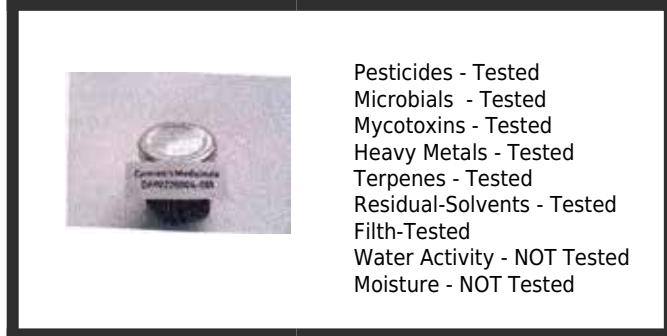 Pesticides - Tested
Microbials - Tested
Mycotoxins - Tested
Heavy Metals - Tested
Terpenes - Tested
Residual-Solvents - Tested
Filth-Tested
Water Activity - NOT Tested
Moisture - NOT Tested